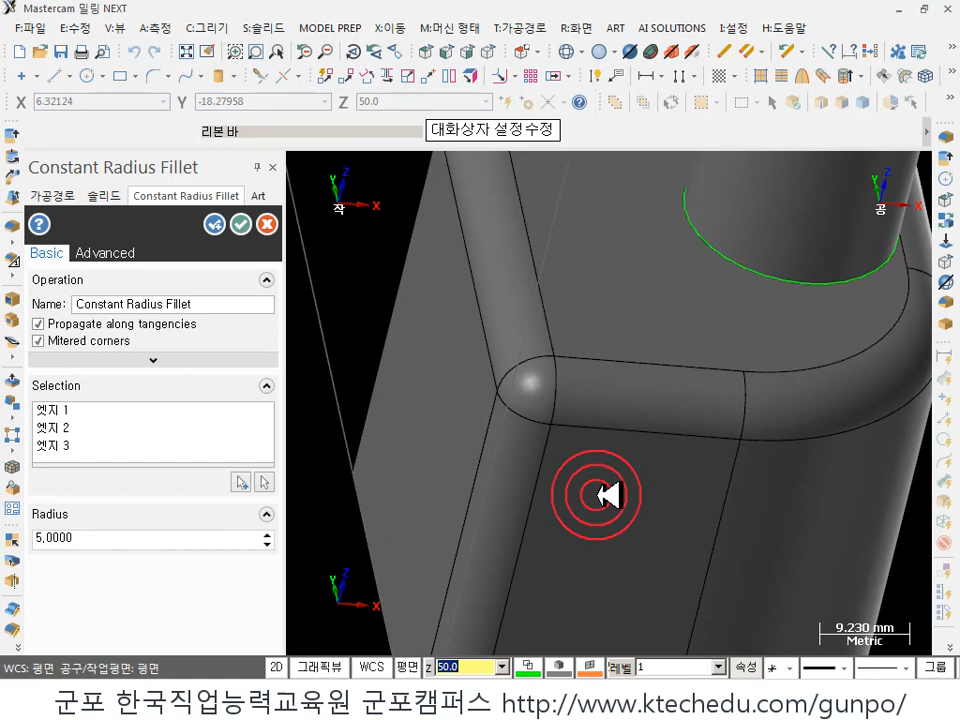 Mastercam 밀링 NEXT
F:파일 E:수정 V:뷰 A:측정 C:그리기 S:솔리드 MODEL PREP X:이동 M:머신 형태 T:가공경로 R:화면 ART AI SOLUTIONS I:설정 H:도움말
X 6.32124 Y -18.27958 Z 50.0
리본 바 대화상자 설정수정
Constant Radius Fillet
가공경로 솔리드 Constant Radius Fillet Art
Basic Advanced
Operation
Name: Constant Radius Fillet
Propagate along tangencies
Mitered corners
Selection
엣지 1
엣지 2
엣지 3
Radius
5.0000
Z Y X 작
Z Y X 공
Z Y X
9.230 mm
Metric
WCS: 평면 공구/작업평면: 평면 2D 그래픽뷰 WCS 평면 Z 50.0 레벨 1 속성 그룹
군포 한국직업능력교육원 군포캠퍼스 http://www.ktechedu.com/gunpo/